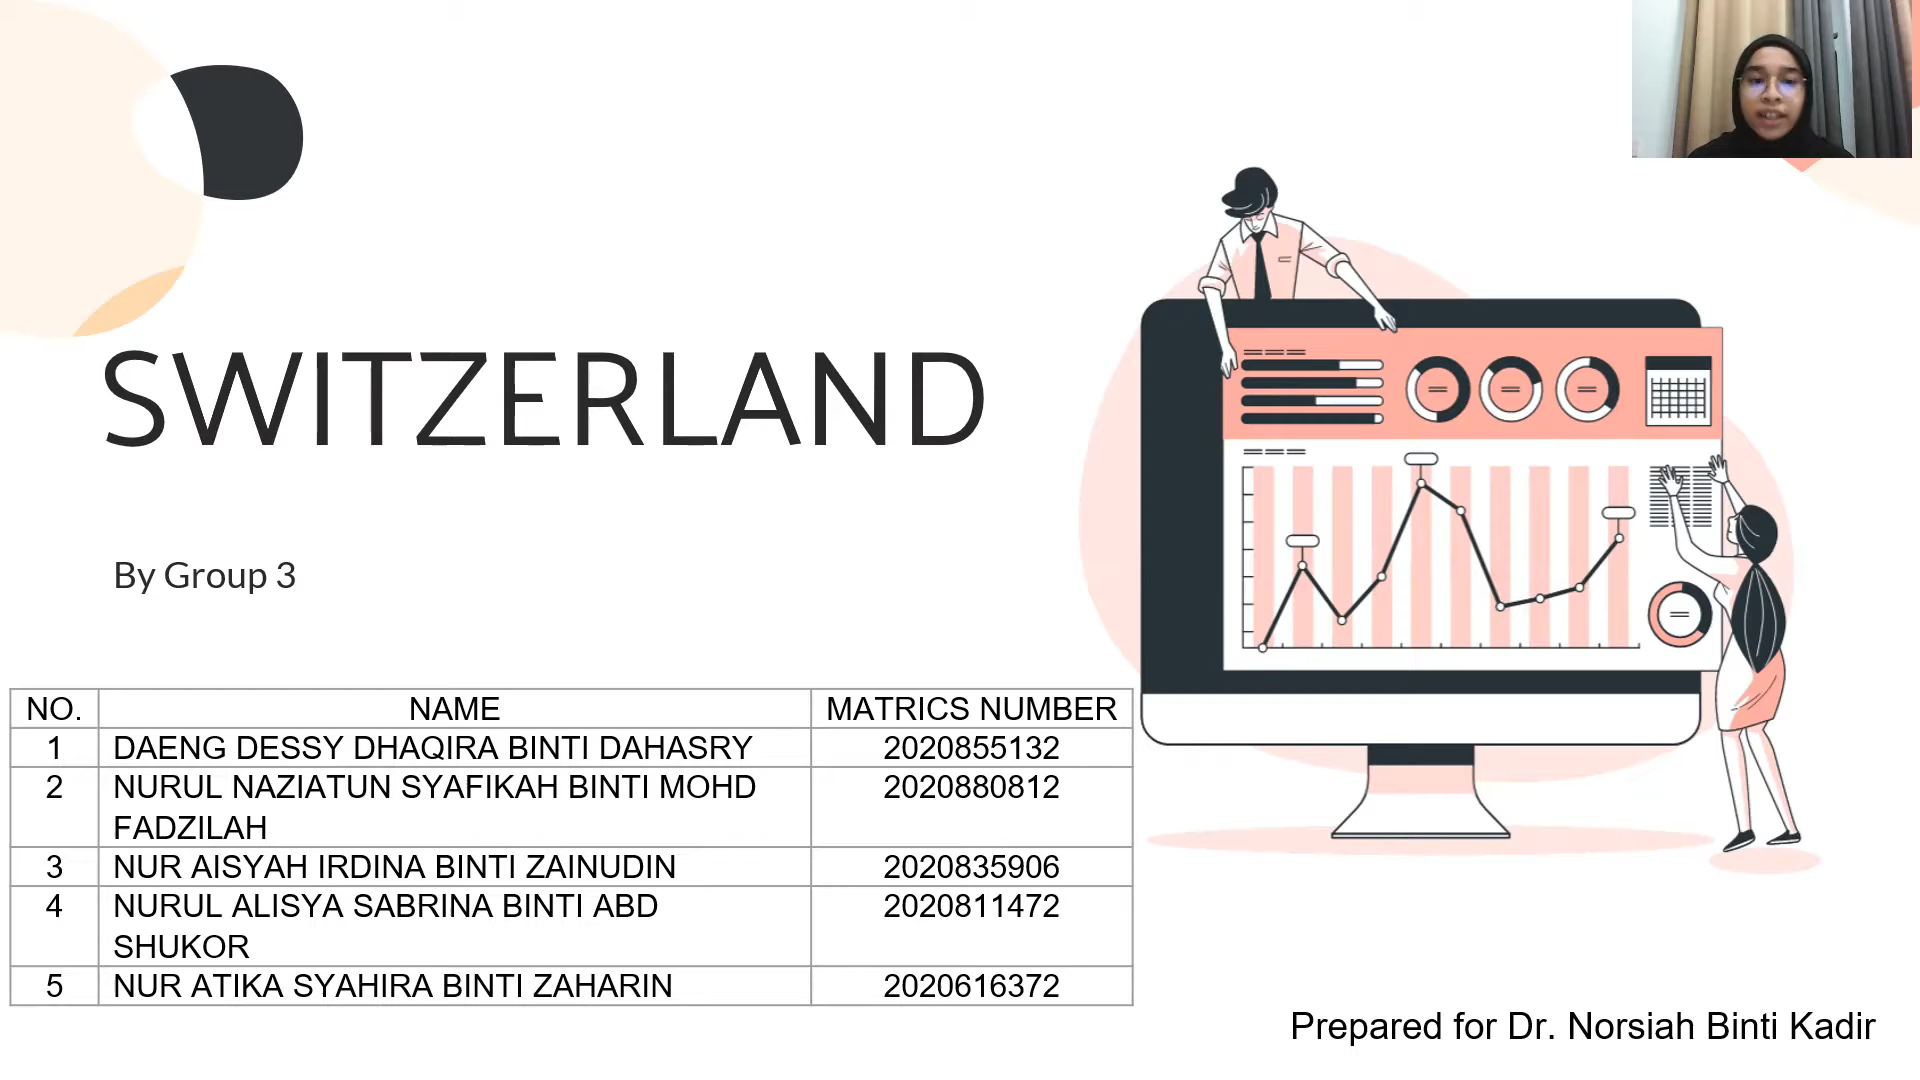 SWITZERLAND
By Group 3
NO. NAME MATRICS NUMBER
1 DAENG DESSY DHAQIRA BINTI DAHASRY 2020855132
2 NURUL NAZIATUN SYAFIKAH BINTI MOHD 2020880812
FADZILAH
3 NUR AISYAH IRDINA BINTI ZAINUDIN 2020835906
4 NURUL ALISYA SABRINA BINTI ABD 2020811472
SHUKOR
5 NUR ATIKA SYAHIRA BINTI ZAHARIN 2020616372
Prepared for Dr. Norsiah Binti Kadir